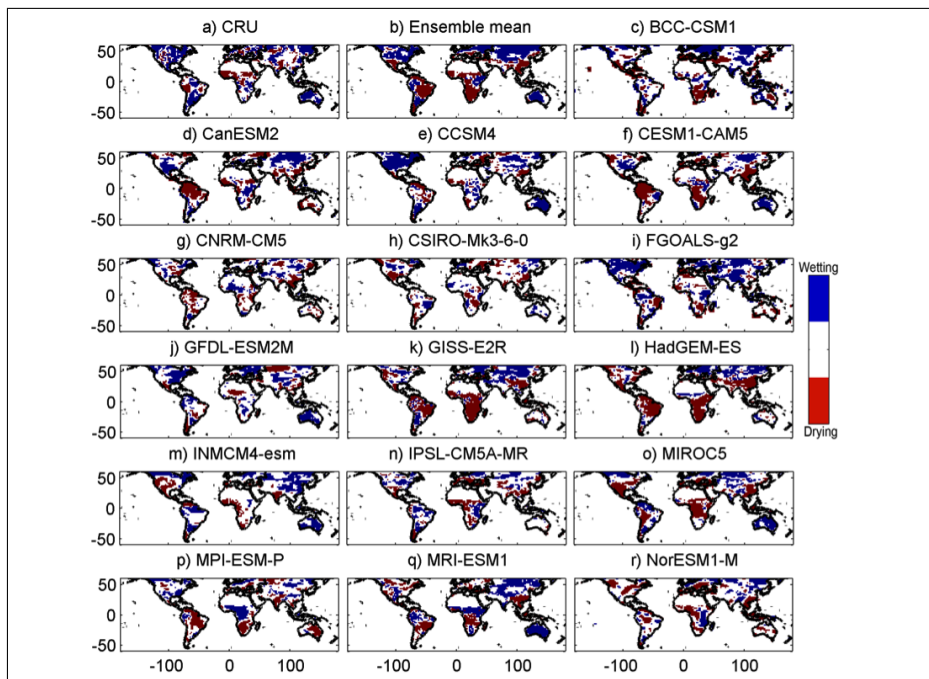 a) CRU
b) Ensemble mean
c) BCC-CSM1
50
0
-50
d) CanESM2
e) CCSM4
f) CESM1-CAM5
50
0
-50
g) CNRM-CM5
h) CSIRO-Mk3-6-0
i) FGOALS-g2
50
0
-50
Wetting
j) GFDL-ESM2M
k) GISS-E2R
l) HadGEM-ES
50
0
-50
Drying
m) INMCM4-esm
n) IPSL-CM5A-MR
o) MIROC5
50
0
-50
p) MPI-ESM-P
q) MRI-ESM1
r) NorESM1-M
50
0
-50
-100 0 100
-100 0 100
-100 0 100